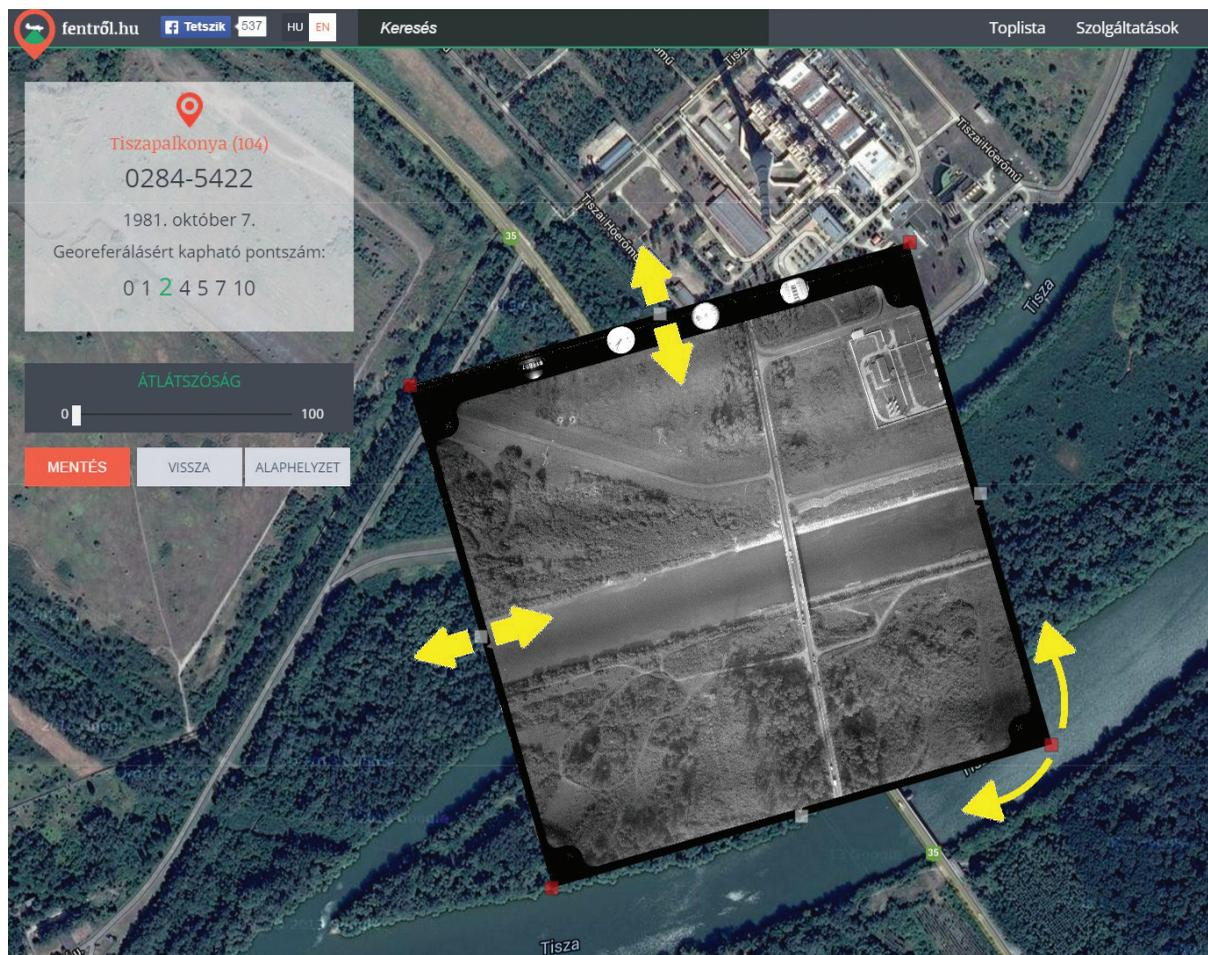 fentről.hu
Tetszik
537
HU
EN
Keresés
Toplista
Szolgáltatások
Tiszapalkonya (104)
0284-5422
1981. október 7.
Georeferálásért kapható pontszám:
0 1 2 4 5 7 10
ÁTLÁTSZÓSÁG
0
100
MENTÉS
VISSZA
ALAPHELYZET
Tiszai Hőerőmű
Tiszai Hőerőmű
35
Tisza
35
Tisza